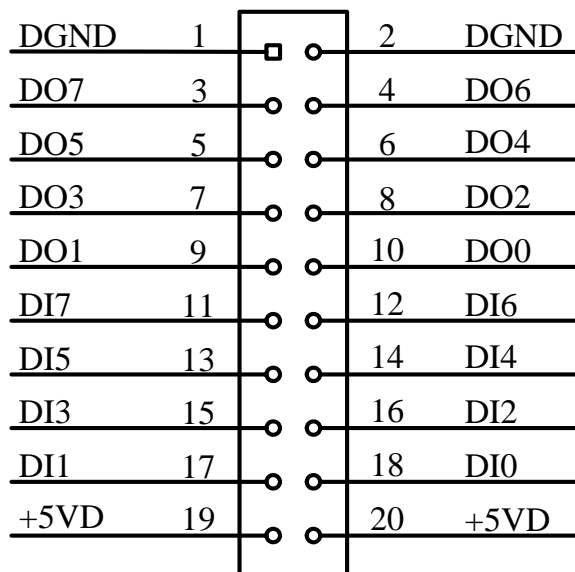 DGND 1 2 DGND
DO7 3 4 DO6
DO5 5 6 DO4
DO3 7 8 DO2
DO1 9 10 DO0
DI7 11 12 DI6
DI5 13 14 DI4
DI3 15 16 DI2
DI1 17 18 DI0
+5VD 19 20 +5VD